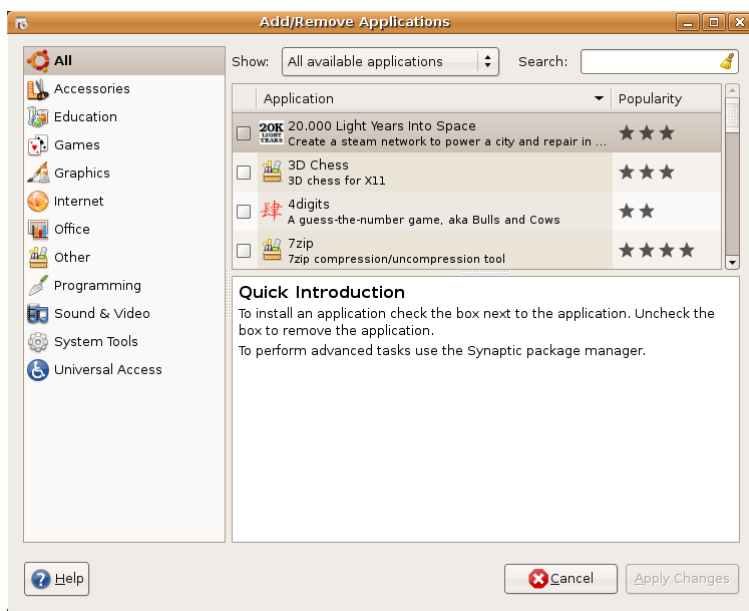 Add/Remove Applications
All
Accessories
Education
Games
Graphics
Internet
Office
Other
Programming
Sound & Video
System Tools
Universal Access
Show: All available applications Search:
Application Popularity
20K LIGHT YEARS
20.000 Light Years Into Space
Create a steam network to power a city and repair in ...
3D Chess
3D chess for X11
肆
4digits
A guess-the-number game, aka Bulls and Cows
7zip
7zip compression/uncompression tool
Quick Introduction
To install an application check the box next to the application. Uncheck the
box to remove the application.
To perform advanced tasks use the Synaptic package manager.
Help
Cancel
Apply Changes